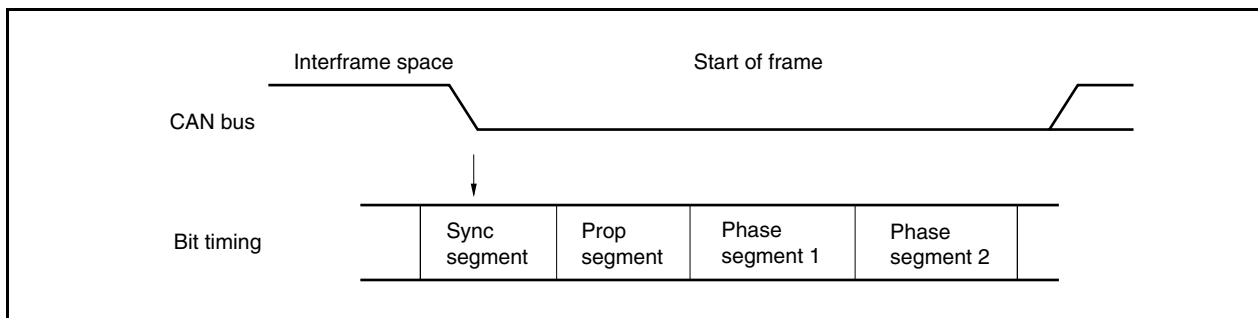 Interframe space
Start of frame
CAN bus
Bit timing
Sync
segment
Prop
segment
Phase
segment 1
Phase
segment 2